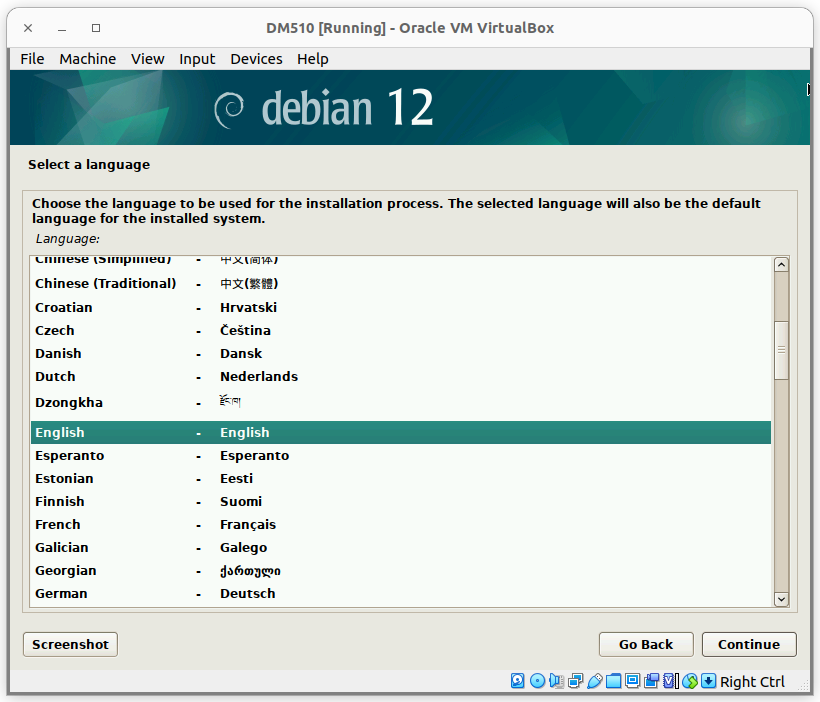 DM510 [Running] - Oracle VM VirtualBox
File Machine View Input Devices Help
debian 12
Select a language
Choose the language to be used for the installation process. The selected language will also be the default
language for the installed system.
Language:
Chinese (Simplified) - 中文(简体)
Chinese (Traditional) - 中文(繁體)
Croatian - Hrvatski
Czech - Čeština
Danish - Dansk
Dutch - Nederlands
Dzongkha - རྫོང་ཁ།
English - English
Esperanto - Esperanto
Estonian - Eesti
Finnish - Suomi
French - Français
Galician - Galego
Georgian - ქართული
German - Deutsch
Screenshot Go Back Continue
Right Ctrl